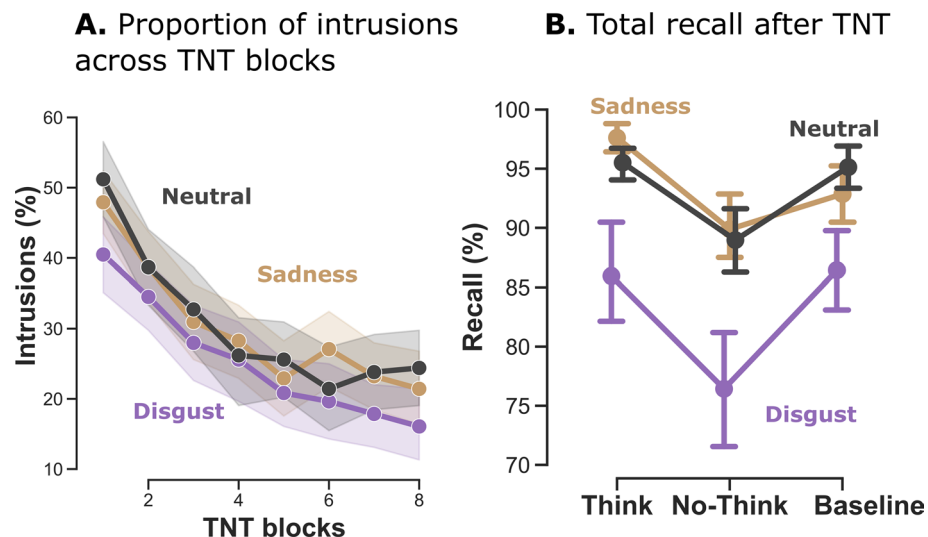 A. Proportion of intrusions
across TNT blocks
60
50
40
30
20
10
Intrusions (%)
Neutral
Sadness
Disgust
2
4
6
8
TNT blocks
B. Total recall after TNT
100
95
90
85
80
75
70
Recall (%)
Sadness
Neutral
Disgust
Think No-Think Baseline